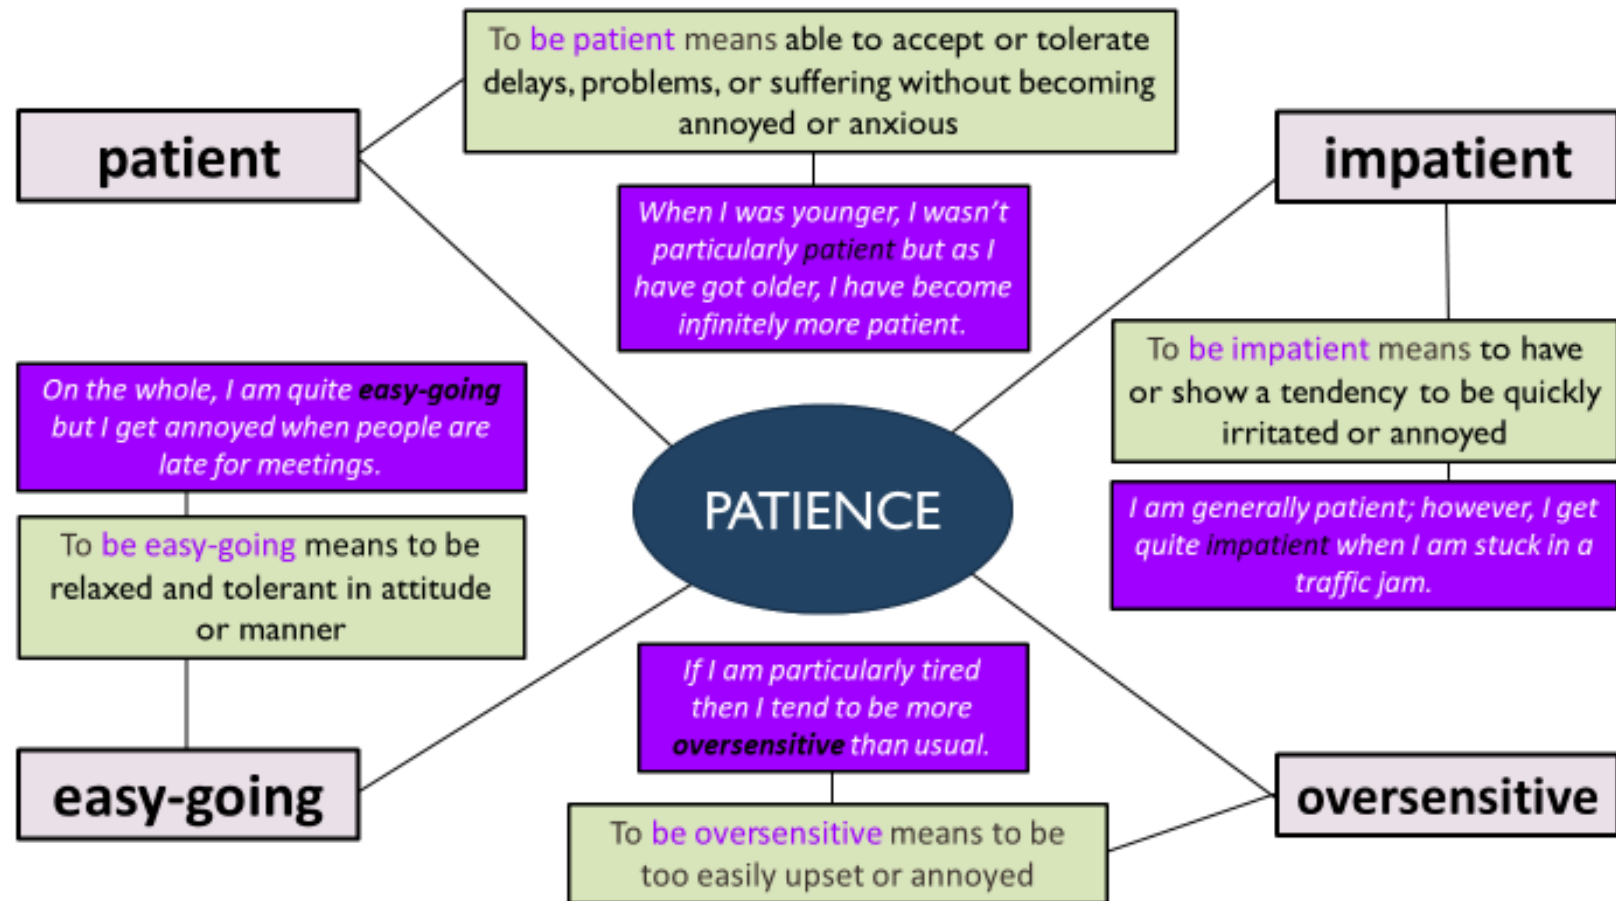 patient
To be patient means able to accept or tolerate
delays, problems, or suffering without becoming
annoyed or anxious
When I was younger, I wasn't
particularly patient but as I
have got older, I have become
infinitely more patient.
impatient
To be impatient means to have
or show a tendency to be quickly
irritated or annoyed
I am generally patient; however, I get
quite impatient when I am stuck in a
traffic jam.
PATIENCE
On the whole, I am quite easy-going
but I get annoyed when people are
late for meetings.
To be easy-going means to be
relaxed and tolerant in attitude
or manner
easy-going
If I am particularly tired
then I tend to be more
oversensitive than usual.
To be oversensitive means to be
too easily upset or annoyed
oversensitive